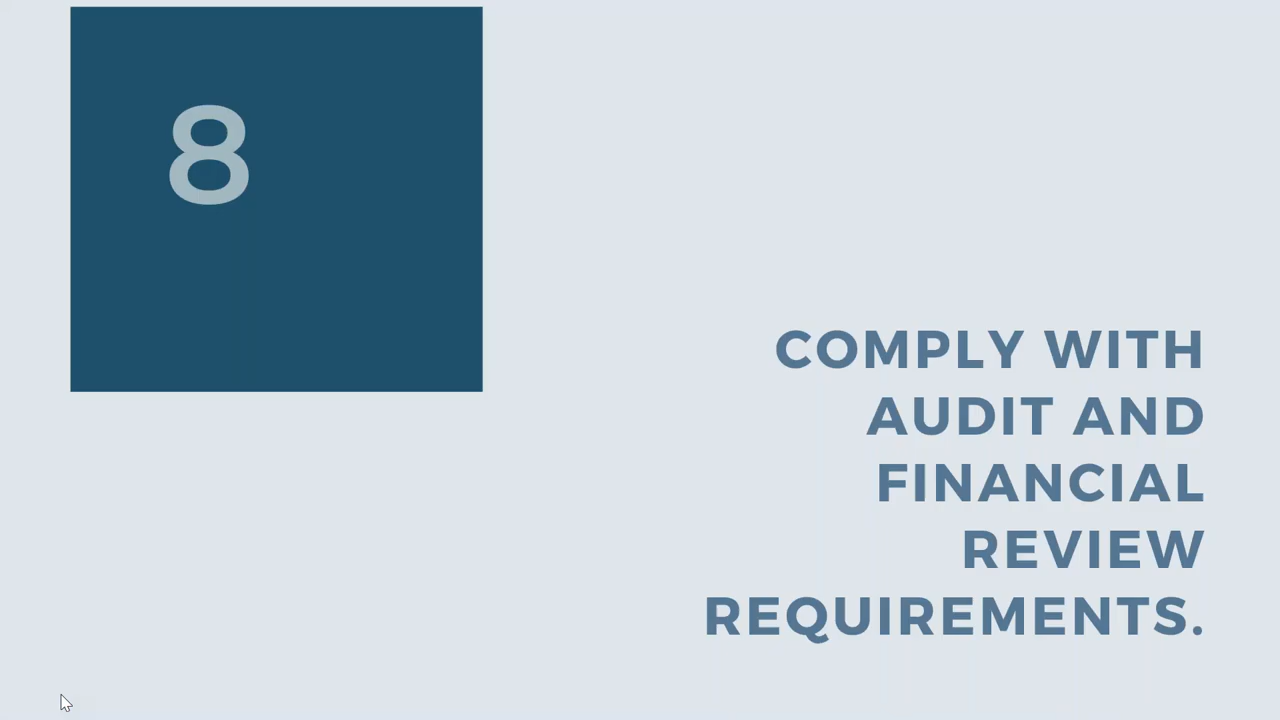 8
COMPLY WITH
AUDIT AND
FINANCIAL
REVIEW
REQUIREMENTS.